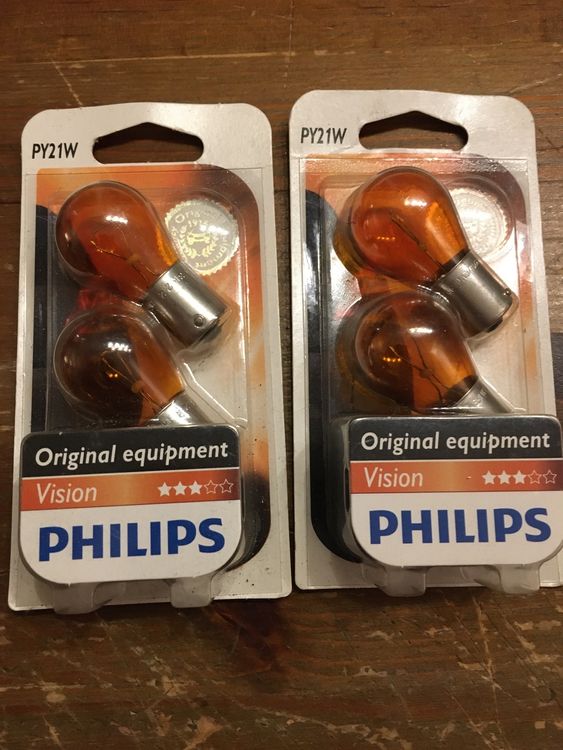 PY21W
Original equipment
Vision
PHILIPS
PY21W
Original equipment
Vision
PHILIPS